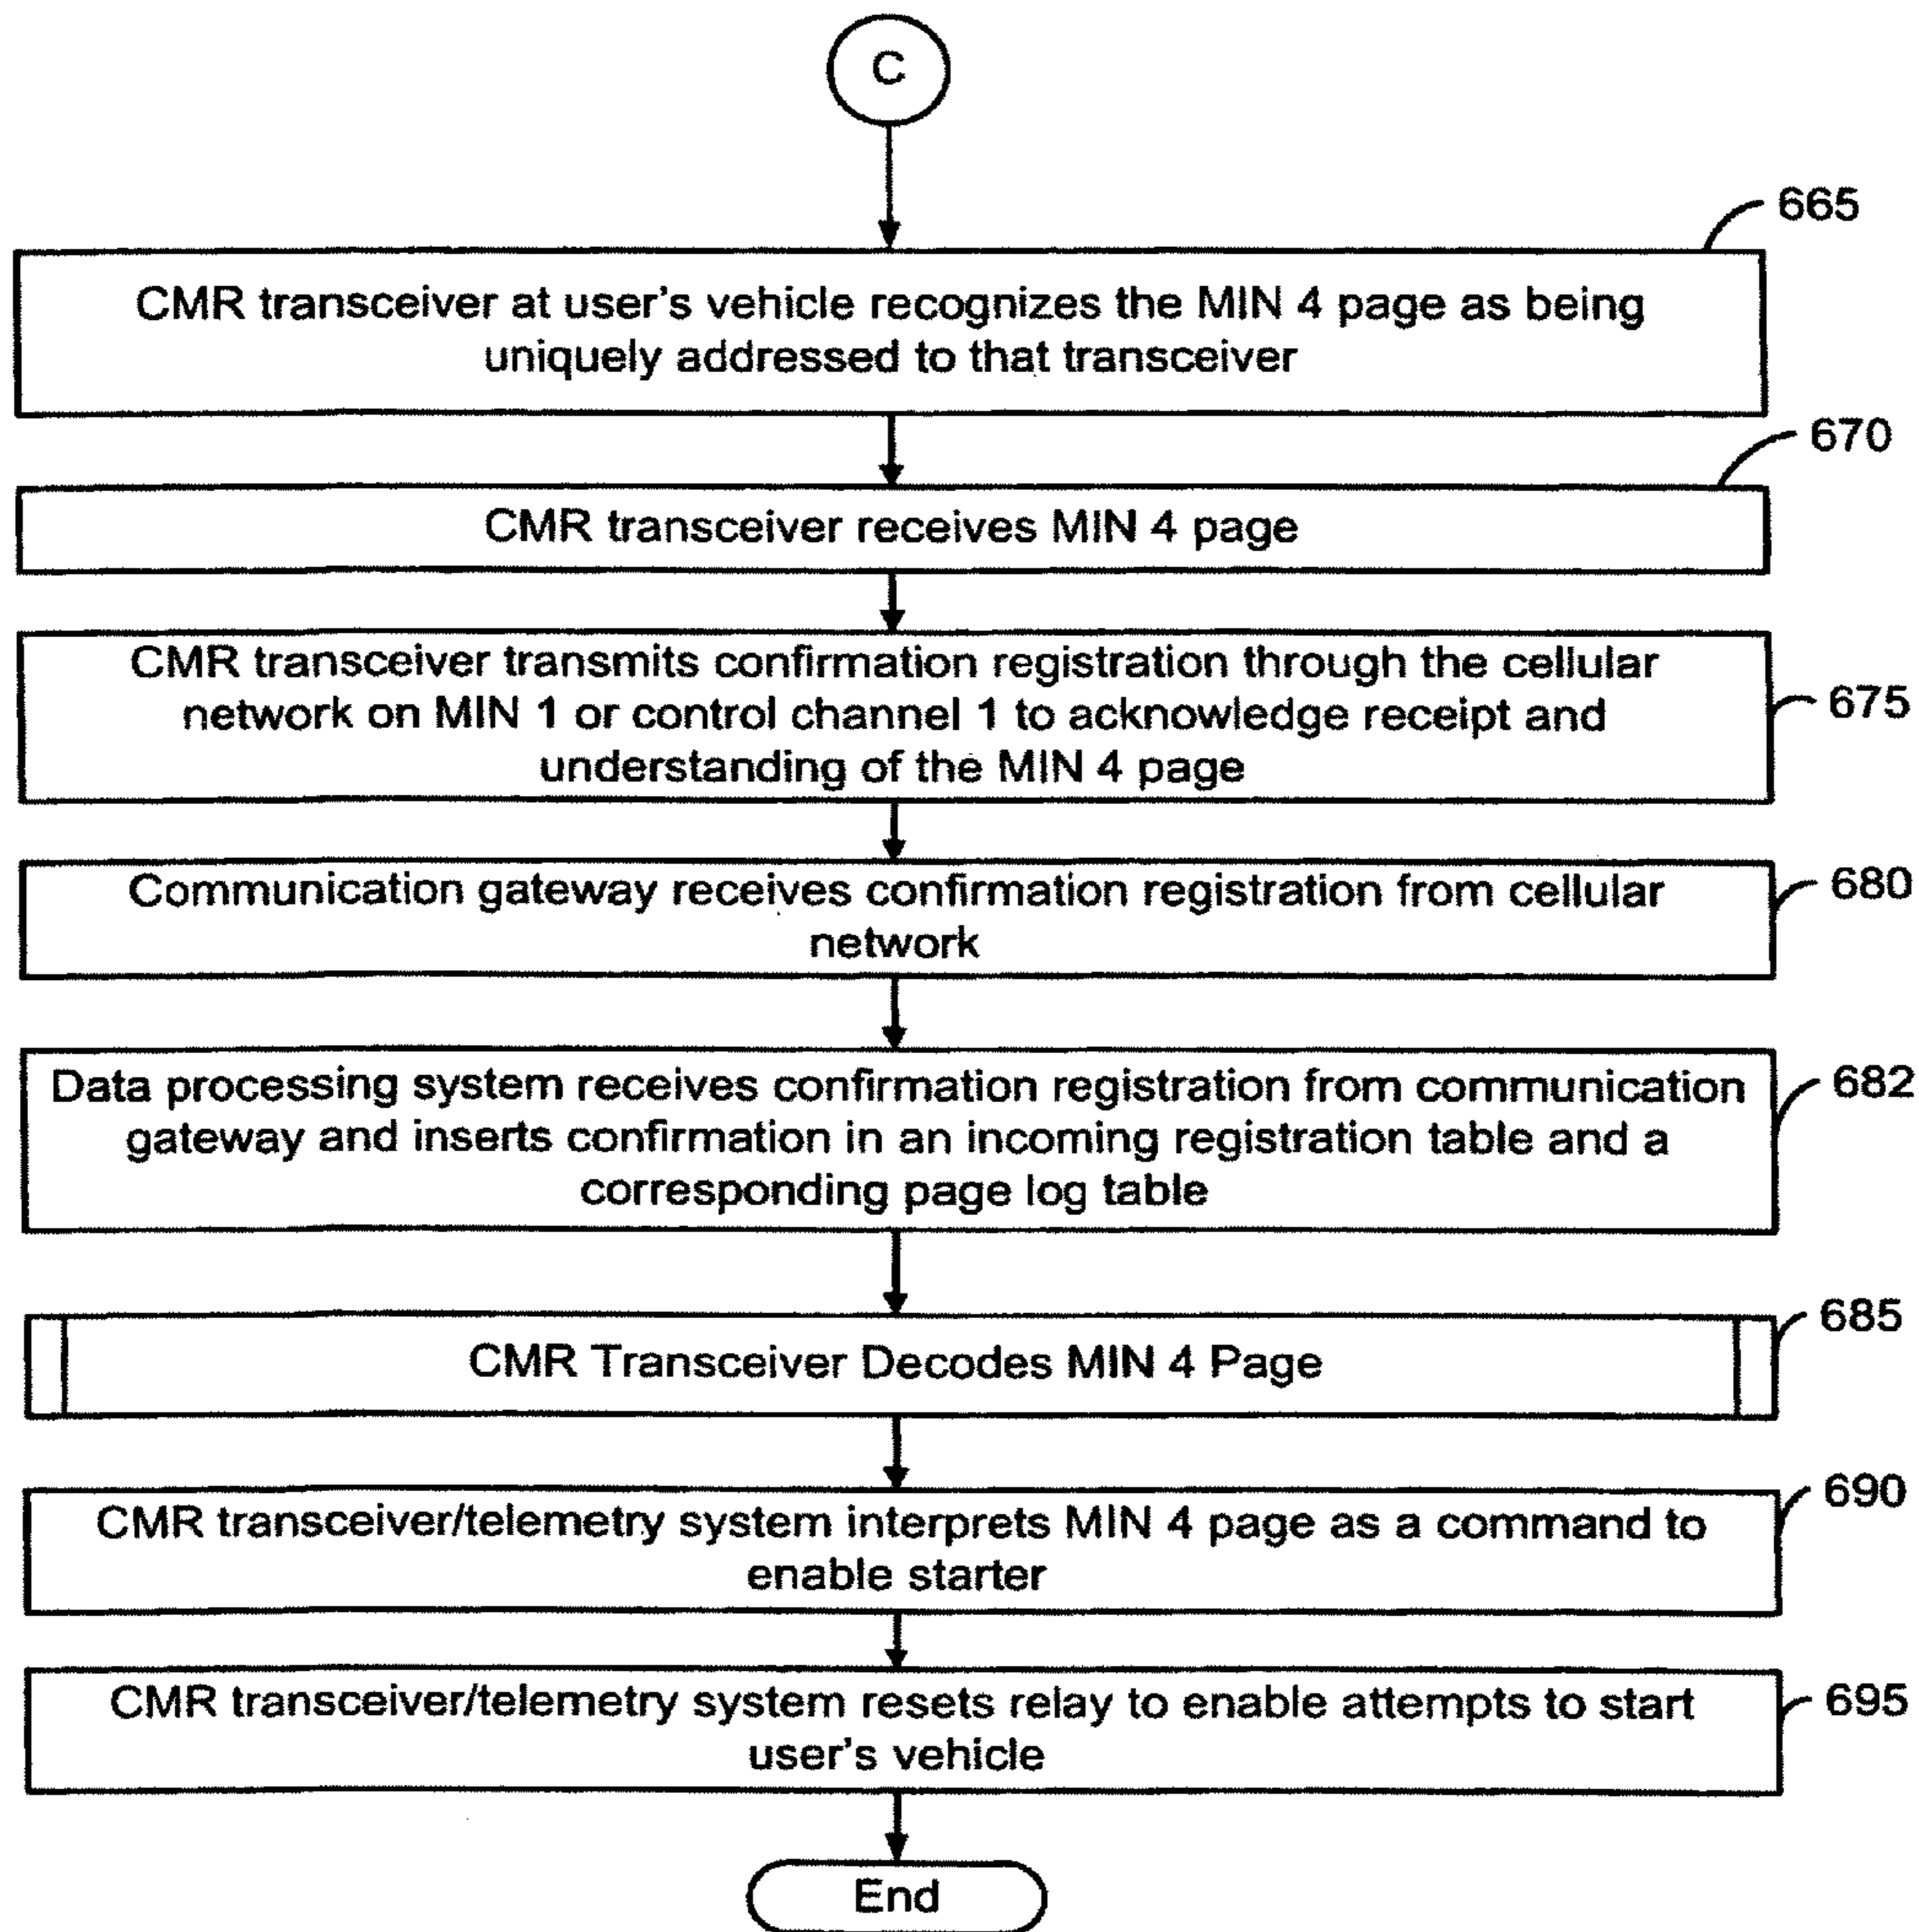 C
665
CMR transceiver at user's vehicle recognizes the MIN 4 page as being
uniquely addressed to that transceiver
670
CMR transceiver receives MIN 4 page
CMR transceiver transmits confirmation registration through the cellular
network on MIN 1 or control channel 1 to acknowledge receipt and
understanding of the MIN 4 page
675
Communication gateway receives confirmation registration from cellular
network
680
Data processing system receives confirmation registration from communication
gateway and inserts confirmation in an incoming registration table and a
corresponding page log table
682
CMR Transceiver Decodes MIN 4 Page
685
CMR transceiver/telemetry system interprets MIN 4 page as a command to
enable starter
690
CMR transceiver/telemetry system resets relay to enable attempts to start
user's vehicle
695
End